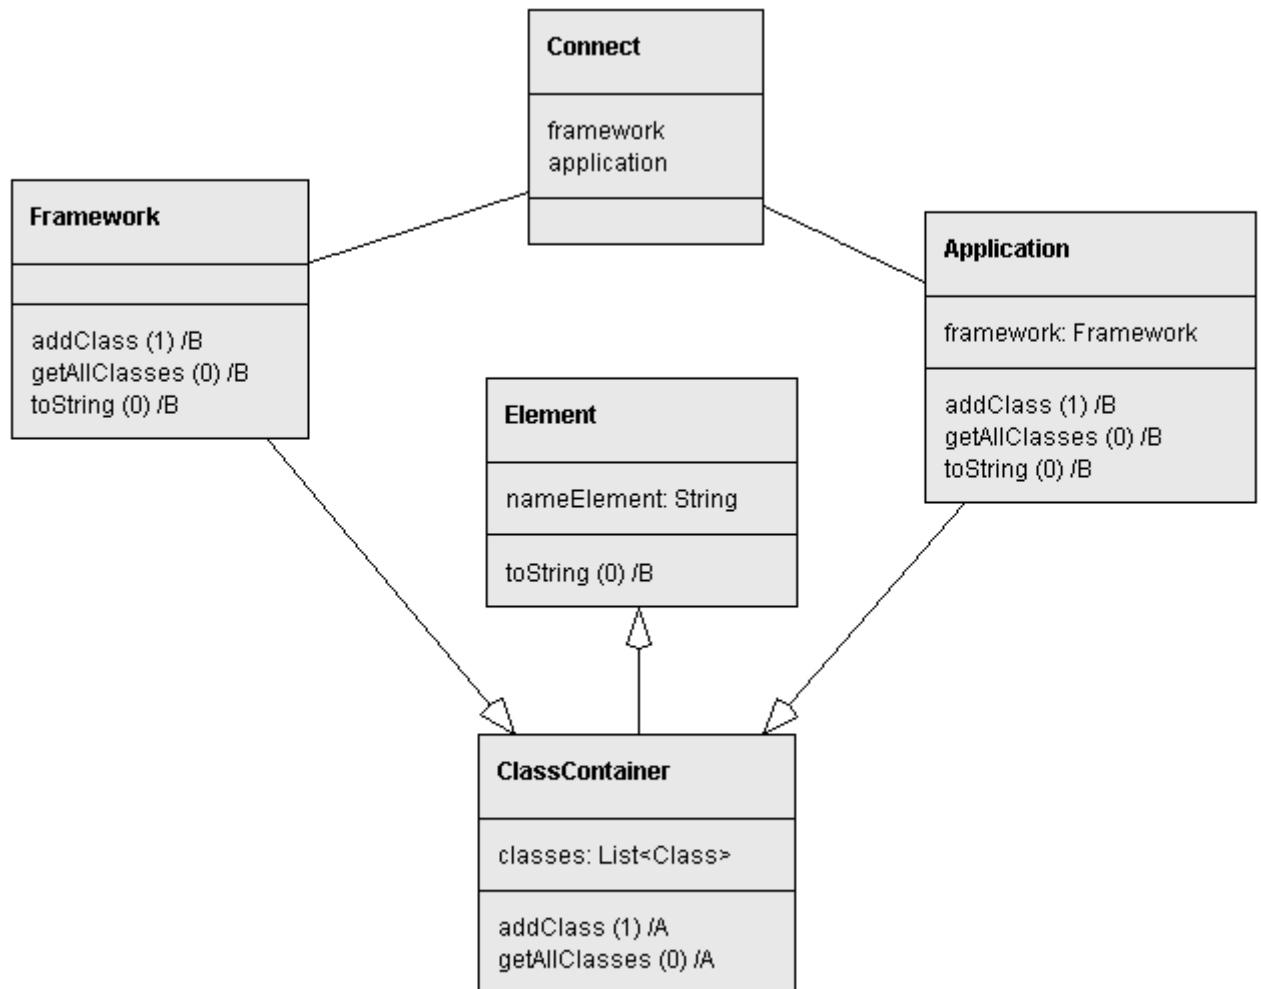 Connect
framework
application
Framework
addClass (1) /B
getAllClasses (0) /B
toString (0) /B
Application
framework: Framework
addClass (1) /B
getAllClasses (0) /B
toString (0) /B
Element
nameElement: String
toString (0) /B
ClassContainer
classes: List<Class>
addClass (1) /A
getAllClasses (0) /A